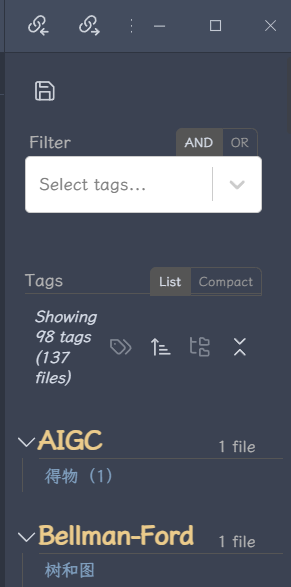 Filter
AND OR
Select tags...
Tags
List Compact
Showing
98 tags
(137
files)
AIGC 1 file
得物 (1)
Bellman-Ford 1 file
树和图